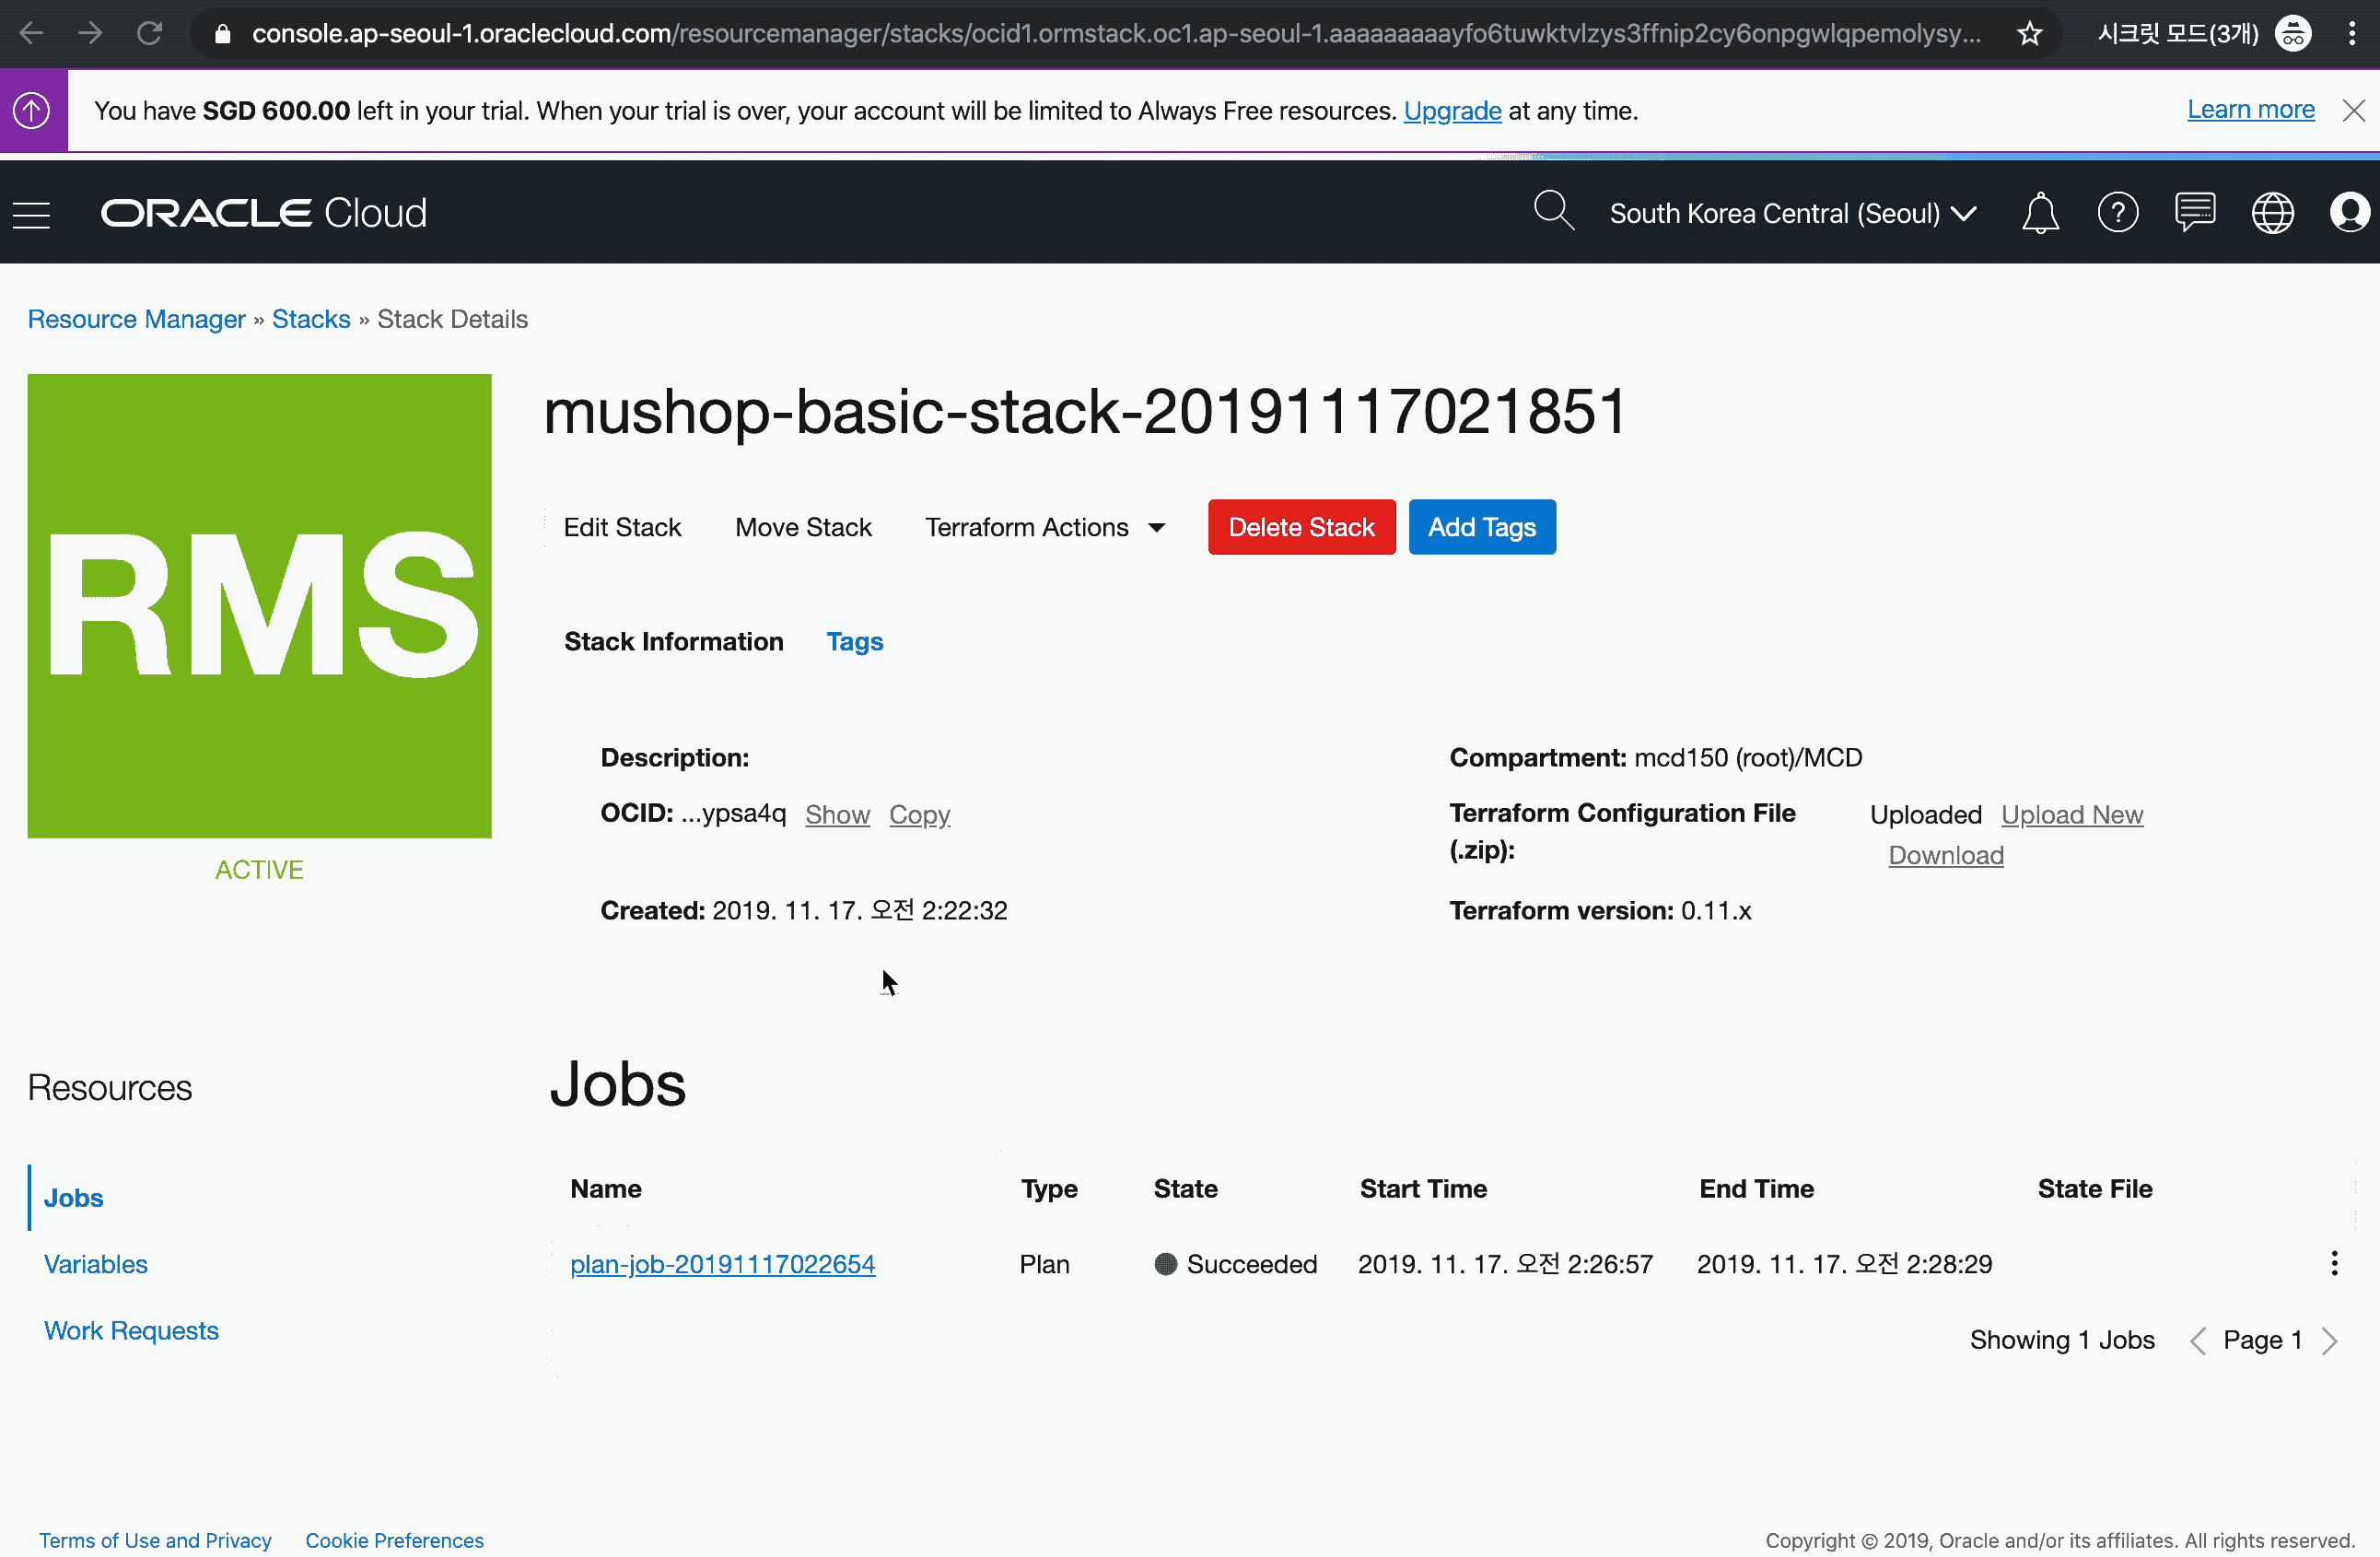 console.ap-seoul-1.oraclecloud.com/resourcemanager/stacks/ocid1.ormstack.oc1.ap-seoul-1.aaaaaaaaayfo6tuwktvlzys3ffnip2cy6onpgwlqpemolysy...
시크릿 모드(3개)
You have SGD 600.00 left in your trial. When your trial is over, your account will be limited to Always Free resources. Upgrade at any time.
Learn more
ORACLE Cloud
South Korea Central (Seoul)
Resource Manager » Stacks » Stack Details
RMS
ACTIVE
mushop-basic-stack-20191117021851
Edit Stack Move Stack Terraform Actions Delete Stack Add Tags
Stack Information Tags
Description:
Compartment: mcd150 (root)/MCD
OCID: ...ypsa4q Show Copy
Terraform Configuration File (.zip):
Uploaded Upload New
Download
Created: 2019. 11. 17. 오전 2:22:32
Terraform version: 0.11.x
Resources
Jobs
Variables
Work Requests
Jobs
Name Type State Start Time End Time State File
plan-job-20191117022654 Plan Succeeded 2019. 11. 17. 오전 2:26:57 2019. 11. 17. 오전 2:28:29
Showing 1 Jobs Page 1
Terms of Use and Privacy Cookie Preferences
Copyright © 2019, Oracle and/or its affiliates. All rights reserved.